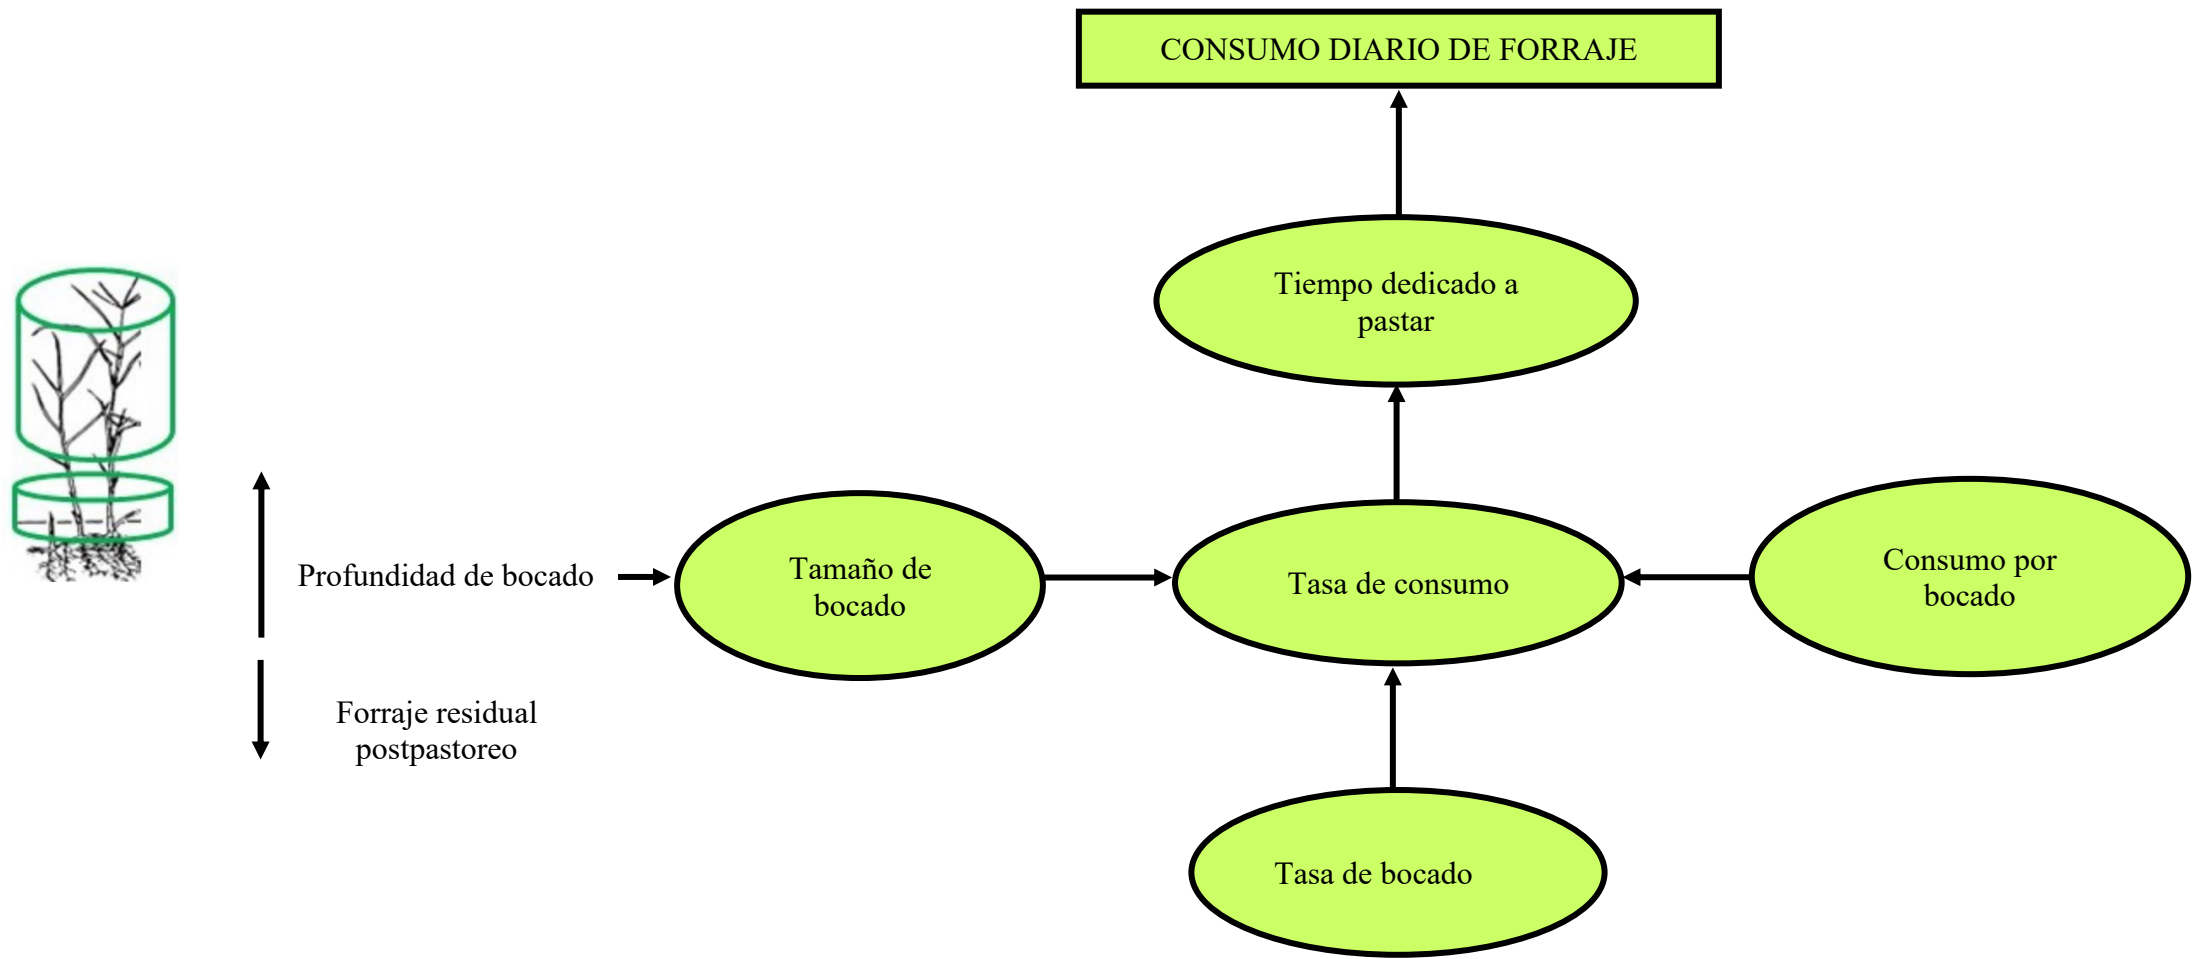 CONSUMO DIARIO DE FORRAJE
Tiempo dedicado a
pastar
Profundidad de bocado
Tamaño de
bocado
Tasa de consumo
Consumo por
bocado
Forraje residual
postpastoreo
Tasa de bocado